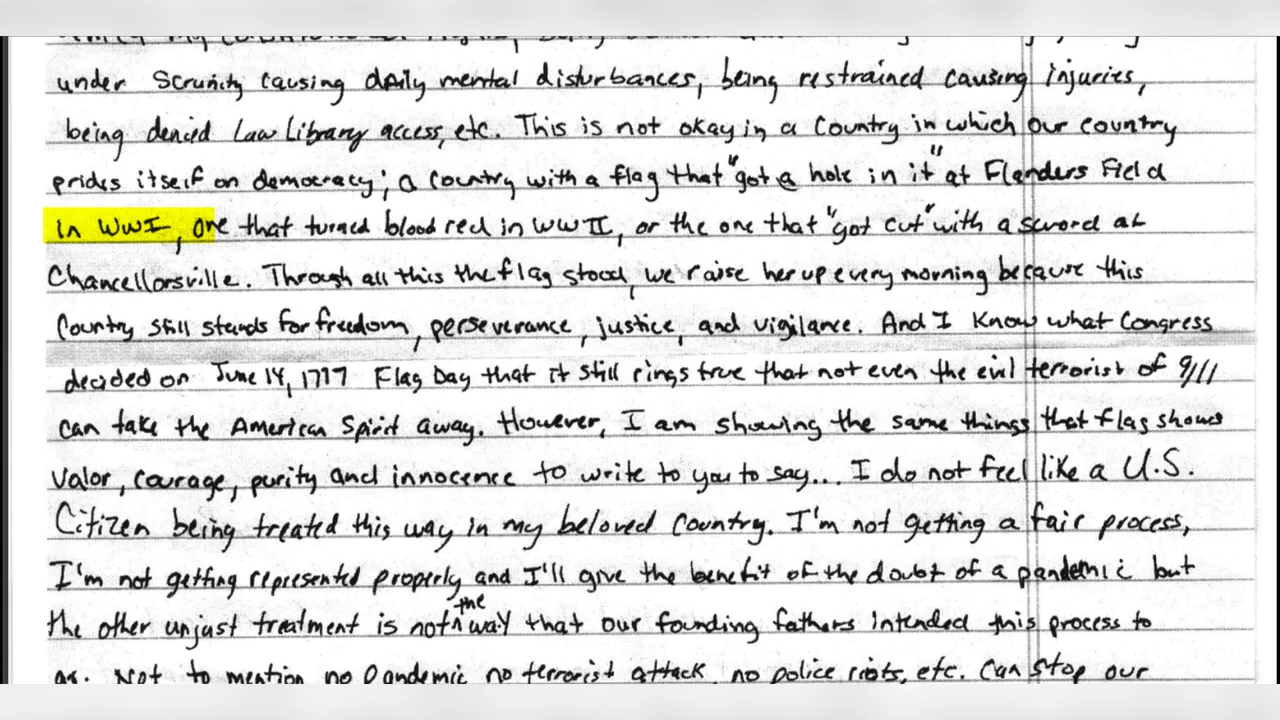 under Scrunity causing daily mental disturbances, being restrained causing injuries,
being denied Law Library access, etc. This is not okay in a Country in which our country
prides itself on democracy; a country with a flag that "got a hole in it" at Flanders Field
in WWI, one that turned blood red in WWII, or the one that "got cut" with a sword at
Chancellorsville. Through all this the flag stood, we raise her up every morning because this
Country still stands for freedom, perseverance, justice, and vigilance. And I know what Congress
decided on June 14, 1777 Flag Day that it still rings true that not even the evil terrorist of 9/11
can take the American Spirit away. However, I am showing the same things that flag shows
valor, courage, purity and innocence to write to you to say... I do not feel like a U.S.
Citizen being treated this way in my beloved Country. I'm not getting a fair process,
I'm not getting represented properly and I'll give the benefit of the doubt of a pandemic but
the other unjust treatment is not the way that our founding fathers intended this process to
go. Not to mention no Pandemic no terrorist attack, no police riots, etc. Can stop our